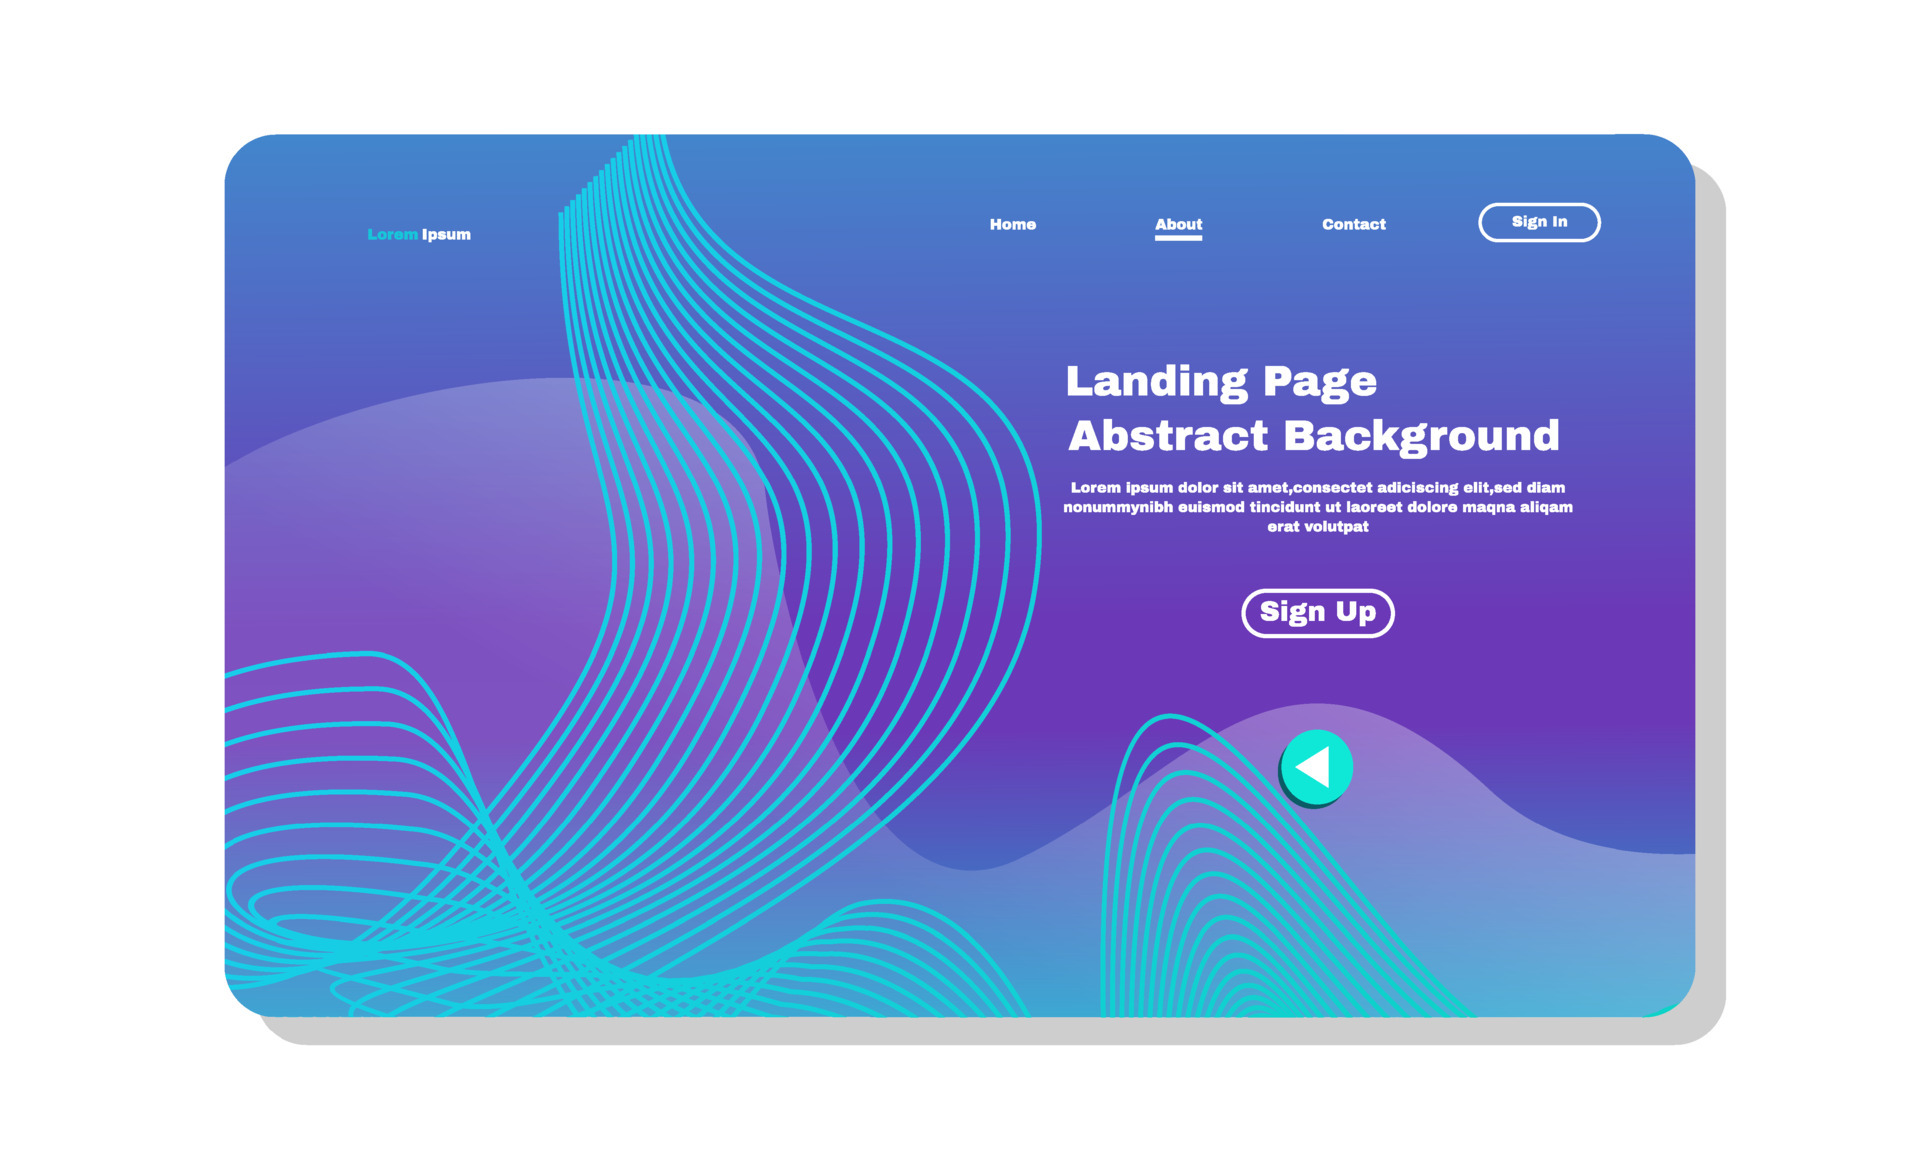 Lorem Ipsum
Home
About
Contact
Sign In
Landing Page
Abstract Background
Lorem ipsum dolor sit amet,consectet adiciscing elit,sed diam
nonummynibh euismod tincidunt ut laoreet dolore maqna aliqam
erat volutpat
Sign Up